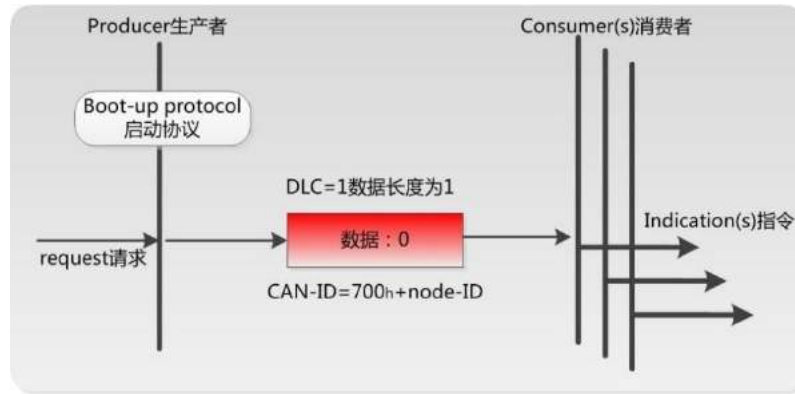 Producer生产者
Consumer(s)消费者
Boot-up protocol
启动协议
DLC=1数据长度为1
Indication(s)指令
数据：0
request请求
CAN-ID=700h+node-ID